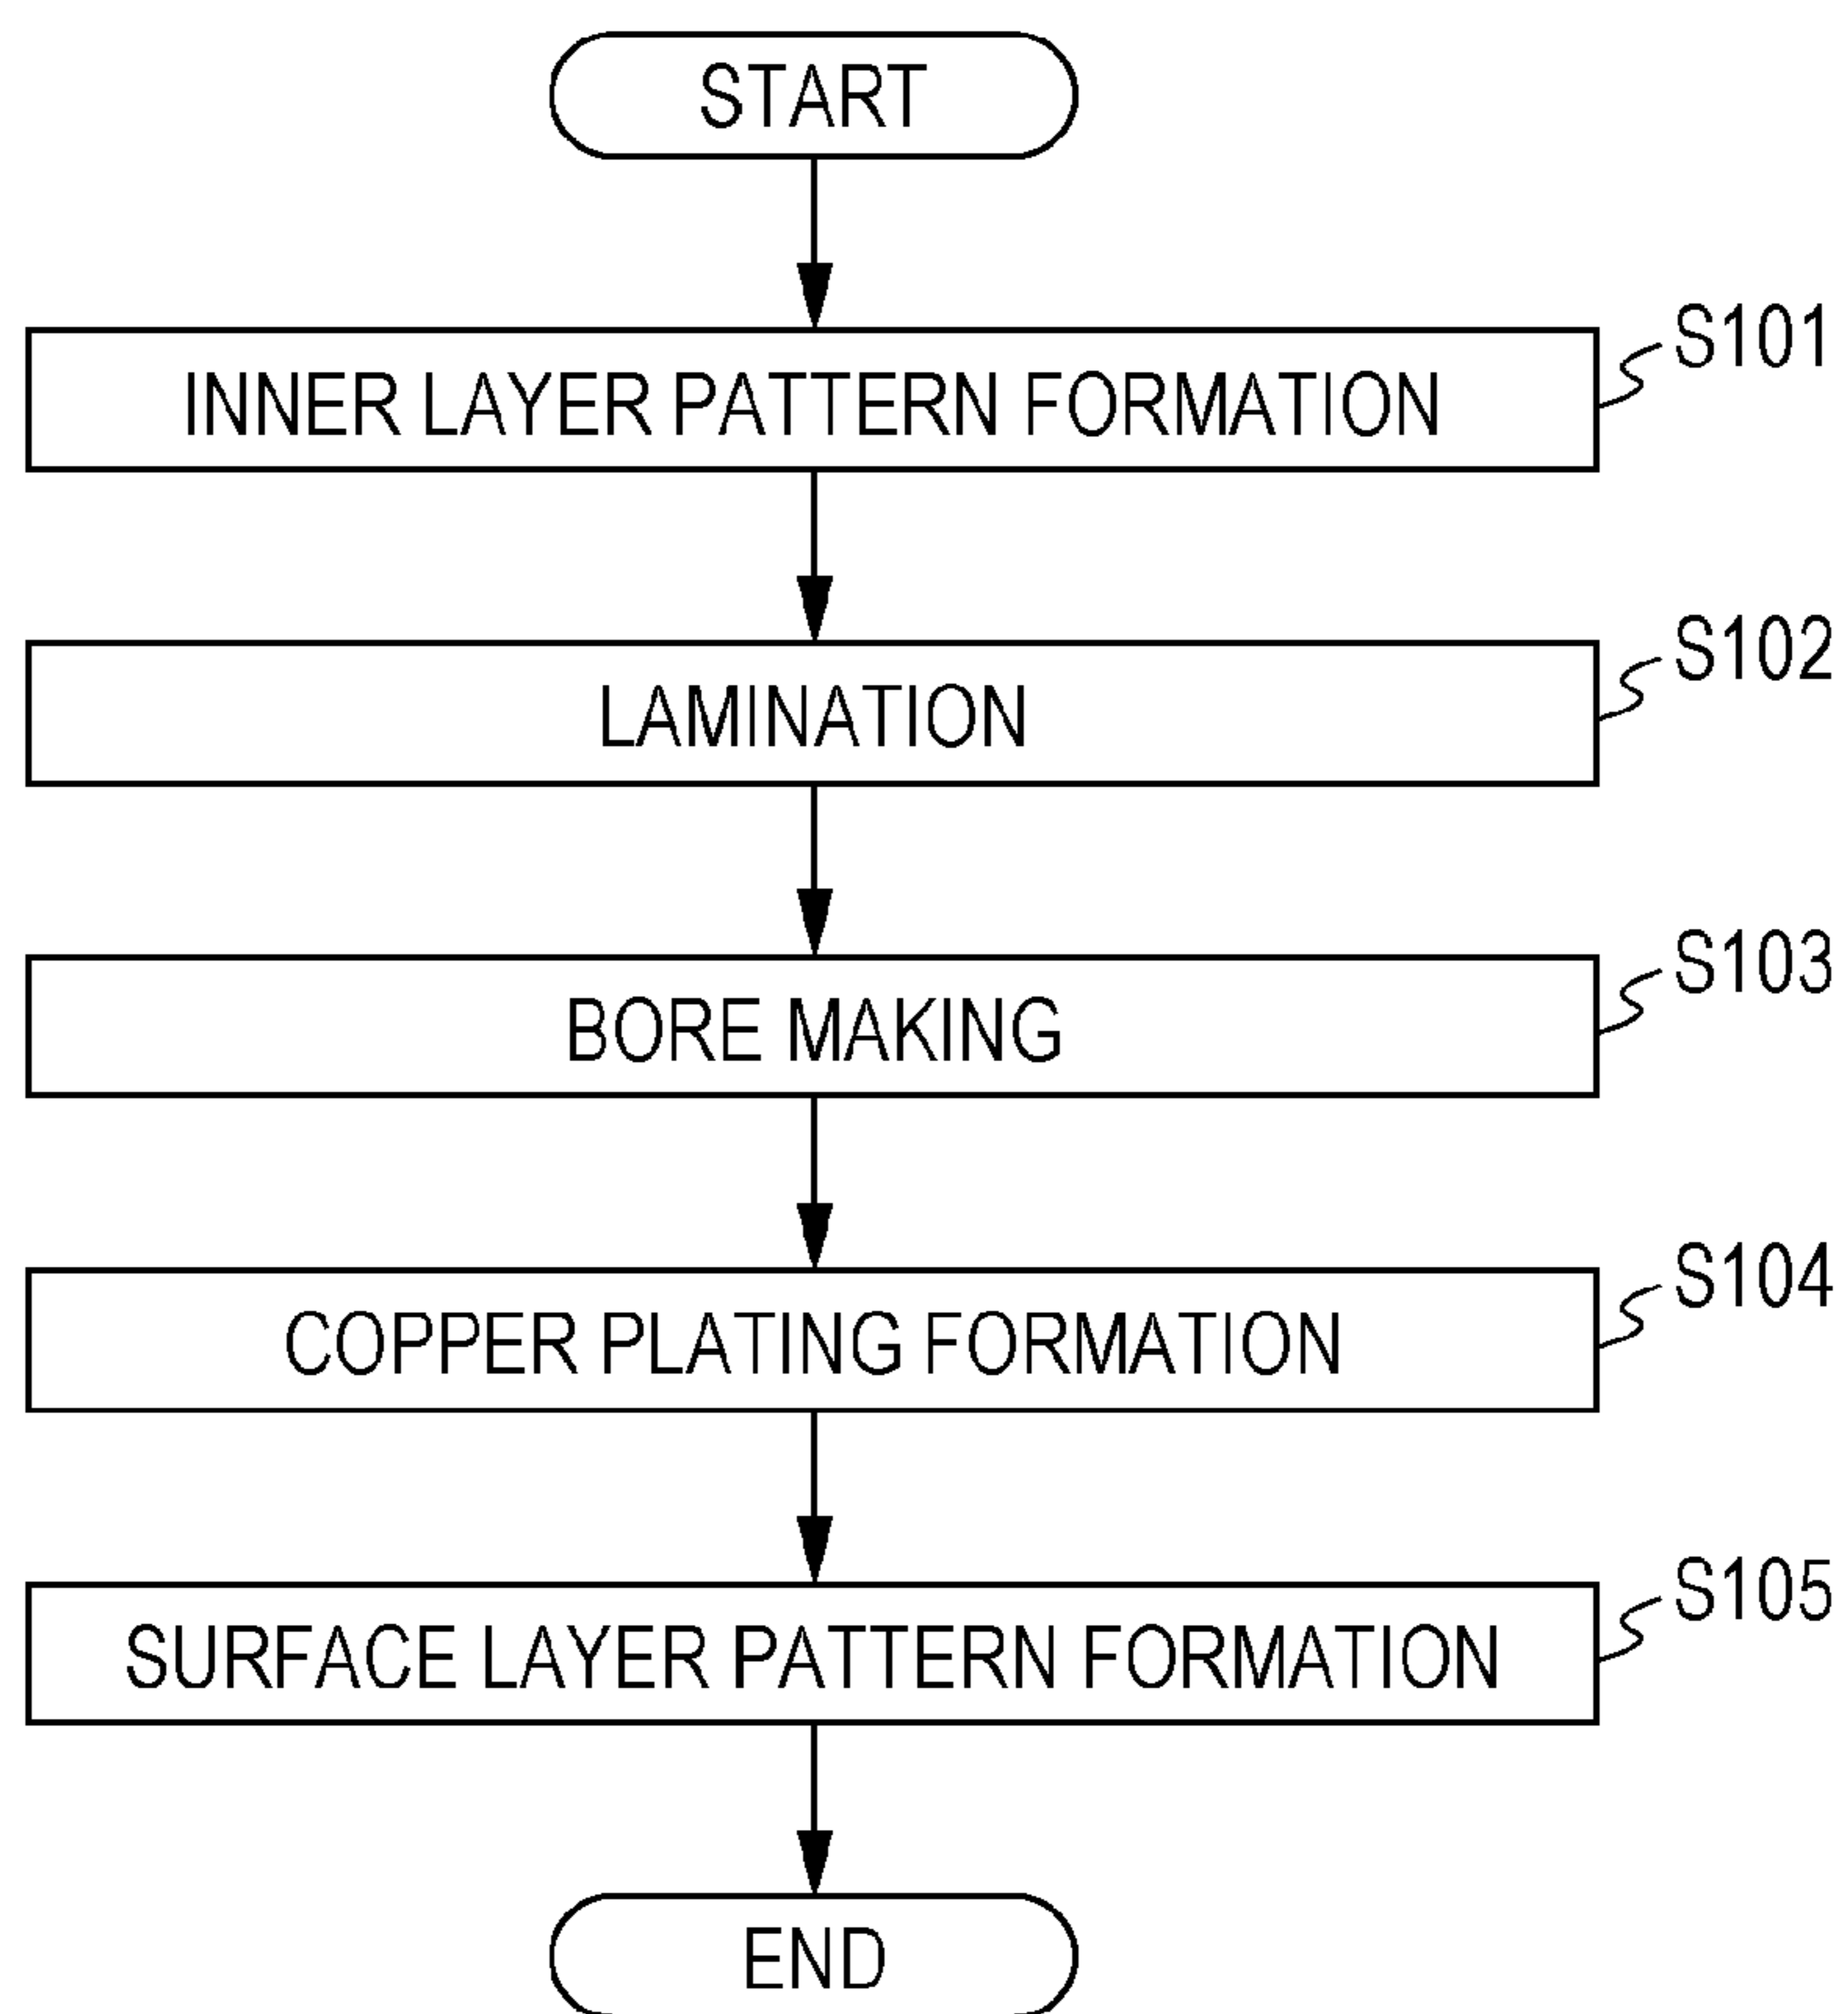 START
INNER LAYER PATTERN FORMATION
S101
LAMINATION
S102
BORE MAKING
S103
COPPER PLATING FORMATION
S104
SURFACE LAYER PATTERN FORMATION
S105
END